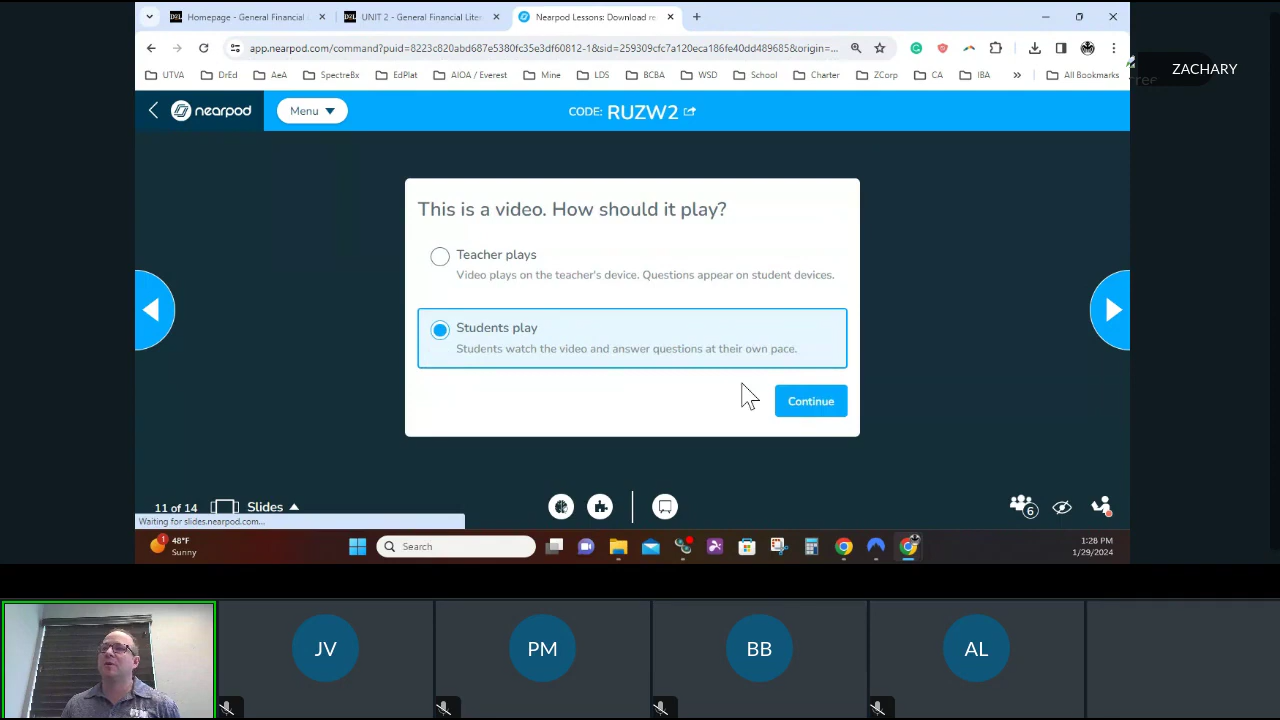 Homepage - General Financial
UNIT 2 - General Financial Liter
Nearpod Lessons: Download re
ZACHARY
app.nearpod.com/command?puid=8223c820abd687e5380fc35e3df60812-1&sid=259309cfc7a120eca186fe40dd489685&origin=...
UTVA
DrEd
AeA
SpectreBx
EdPlat
AIOA / Everest
Mine
LDS
BCBA
WSD
School
Charter
ZCorp
CA
IBA
»
All Bookmarks
nearpod
Menu
CODE: RUZW2
This is a video. How should it play?
Teacher plays
Video plays on the teacher's device. Questions appear on student devices.
Students play
Students watch the video and answer questions at their own pace.
Continue
11 of 14
Slides
6
Waiting for slides.nearpod.com...
1
48°F
Sunny
Search
1:28 PM
1/29/2024
JV
PM
BB
AL